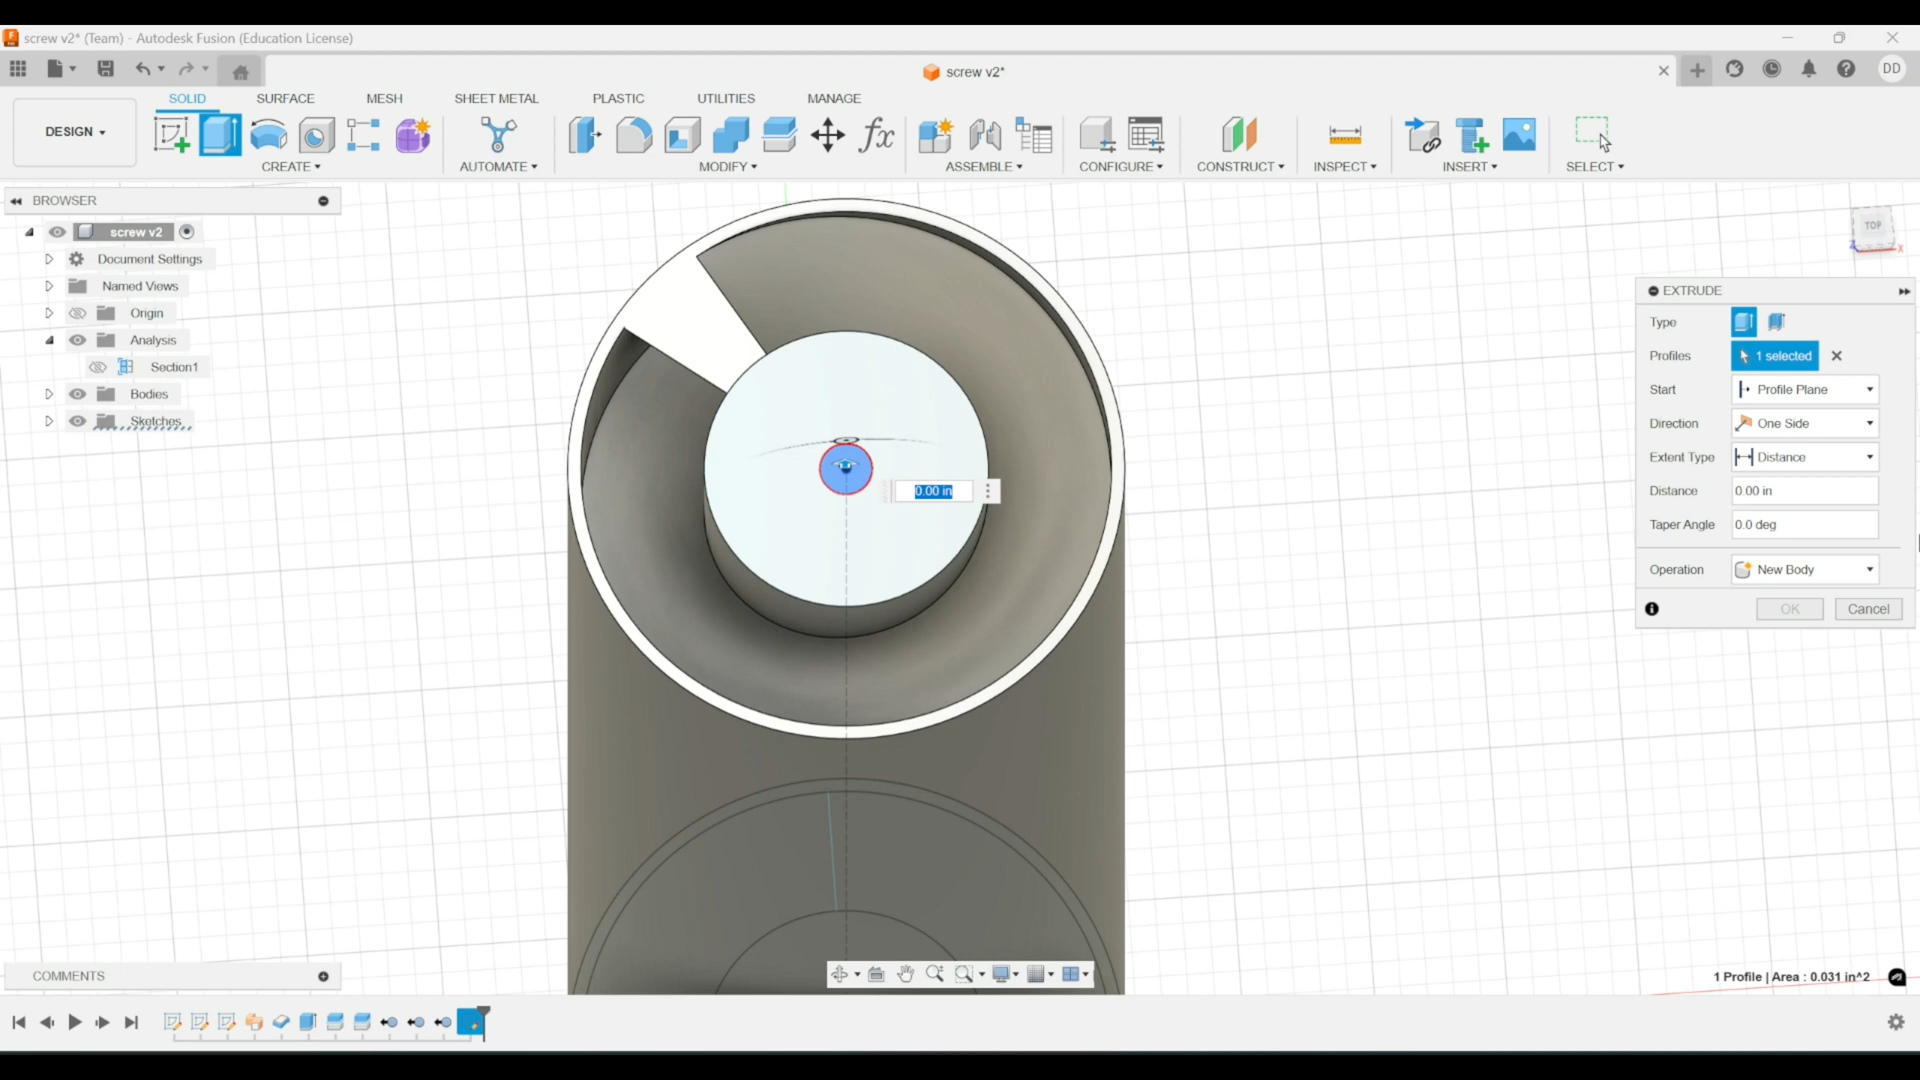 screw v2* (Team) - Autodesk Fusion (Education License)
screw v2*
DD
DESIGN
SOLID
SURFACE
MESH
SHEET METAL
PLASTIC
UTILITIES
MANAGE
CREATE
AUTOMATE
MODIFY
ASSEMBLE
CONFIGURE
CONSTRUCT
INSPECT
INSERT
SELECT
BROWSER
screw v2
Document Settings
Named Views
Origin
Analysis
Section1
Bodies
Sketches
TOP
X
Z
0.00 in
EXTRUDE
Type
Profiles
1 selected
Start
Profile Plane
Direction
One Side
Extent Type
Distance
Distance
0.00 in
Taper Angle
0.0 deg
Operation
New Body
OK
Cancel
COMMENTS
1 Profile | Area : 0.031 in^2